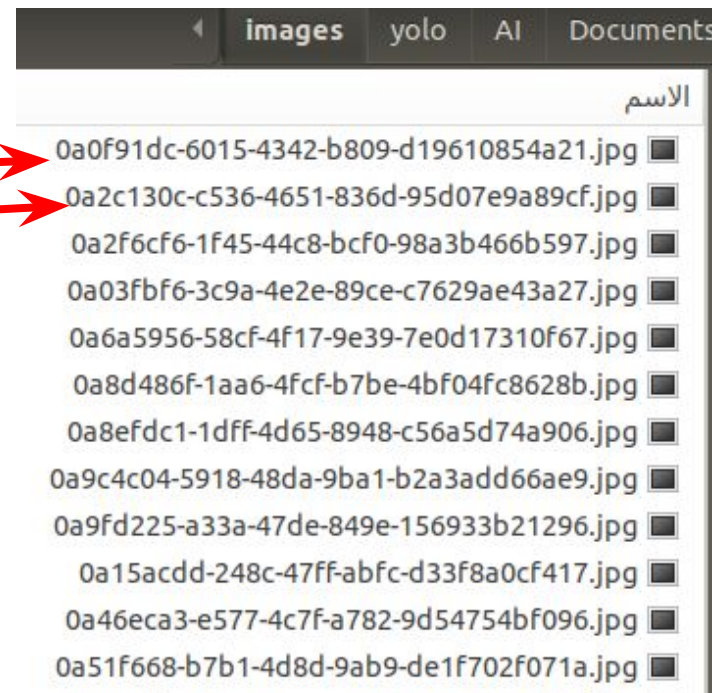 images yolo AI Documents
الاسم
0a0f91dc-6015-4342-b809-d19610854a21.jpg
0a2c130c-c536-4651-836d-95d07e9a89cf.jpg
0a2f6cf6-1f45-44c8-bcf0-98a3b466b597.jpg
0a03fbf6-3c9a-4e2e-89ce-c7629ae43a27.jpg
0a6a5956-58cf-4f17-9e39-7e0d17310f67.jpg
0a8d486f-1aa6-4fcf-b7be-4bf04fc8628b.jpg
0a8efdc1-1dff-4d65-8948-c56a5d74a906.jpg
0a9c4c04-5918-48da-9ba1-b2a3add66ae9.jpg
0a9fd225-a33a-47de-849e-156933b21296.jpg
0a15acdd-248c-47ff-abfc-d33f8a0cf417.jpg
0a46eca3-e577-4c7f-a782-9d54754bf096.jpg
0a51f668-b7b1-4d8d-9ab9-de1f702f071a.jpg